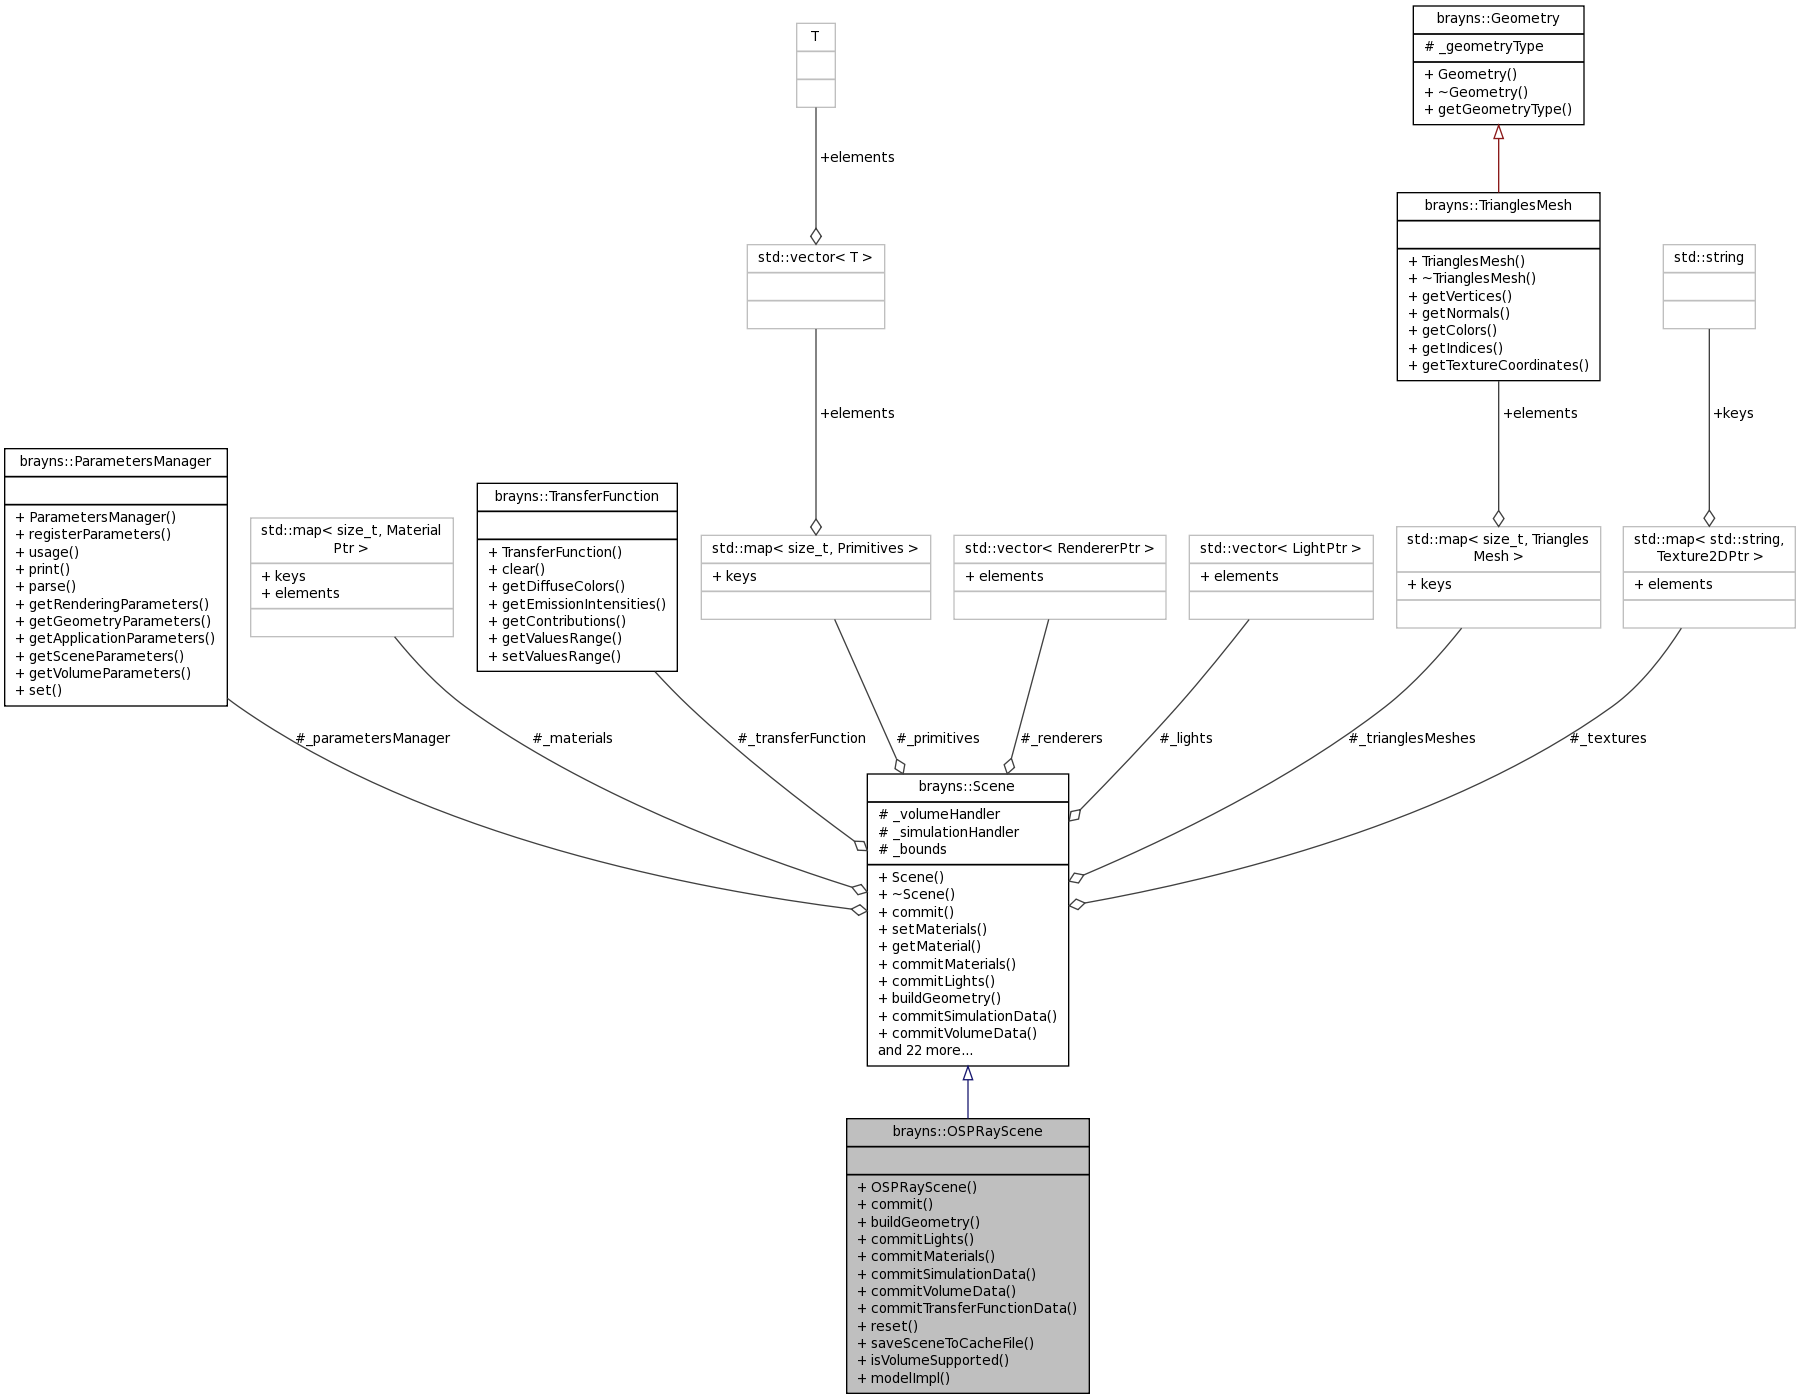 brayns::Geometry
# _geometryType
+ Geometry()
+ ~Geometry()
+ getGeometryType()
T
+elements
brayns::TrianglesMesh
+ TrianglesMesh()
+ ~TrianglesMesh()
+ getVertices()
+ getNormals()
+ getColors()
+ getIndices()
+ getTextureCoordinates()
std::vector< T >
std::string
+elements
+elements
+keys
brayns::ParametersManager
+ ParametersManager()
+ registerParameters()
+ usage()
+ print()
+ parse()
+ getRenderingParameters()
+ getGeometryParameters()
+ getApplicationParameters()
+ getSceneParameters()
+ getVolumeParameters()
+ set()
std::map< size_t, Material
Ptr >
+ keys
+ elements
brayns::TransferFunction
+ TransferFunction()
+ clear()
+ getDiffuseColors()
+ getEmissionIntensities()
+ getContributions()
+ getValuesRange()
+ setValuesRange()
std::map< size_t, Primitives >
+ keys
std::vector< RendererPtr >
+ elements
std::vector< LightPtr >
+ elements
std::map< size_t, Triangles
Mesh >
+ keys
std::map< std::string,
Texture2DPtr >
+ elements
#_parametersManager
#_materials
#_transferFunction
#_primitives
#_renderers
#_lights
#_trianglesMeshes
#_textures
brayns::Scene
# _volumeHandler
# _simulationHandler
# _bounds
+ Scene()
+ ~Scene()
+ commit()
+ setMaterials()
+ getMaterial()
+ commitMaterials()
+ commitLights()
+ buildGeometry()
+ commitSimulationData()
+ commitVolumeData()
and 22 more...
brayns::OSPRayScene
+ OSPRayScene()
+ commit()
+ buildGeometry()
+ commitLights()
+ commitMaterials()
+ commitSimulationData()
+ commitVolumeData()
+ commitTransferFunctionData()
+ reset()
+ saveSceneToCacheFile()
+ isVolumeSupported()
+ modelImpl()